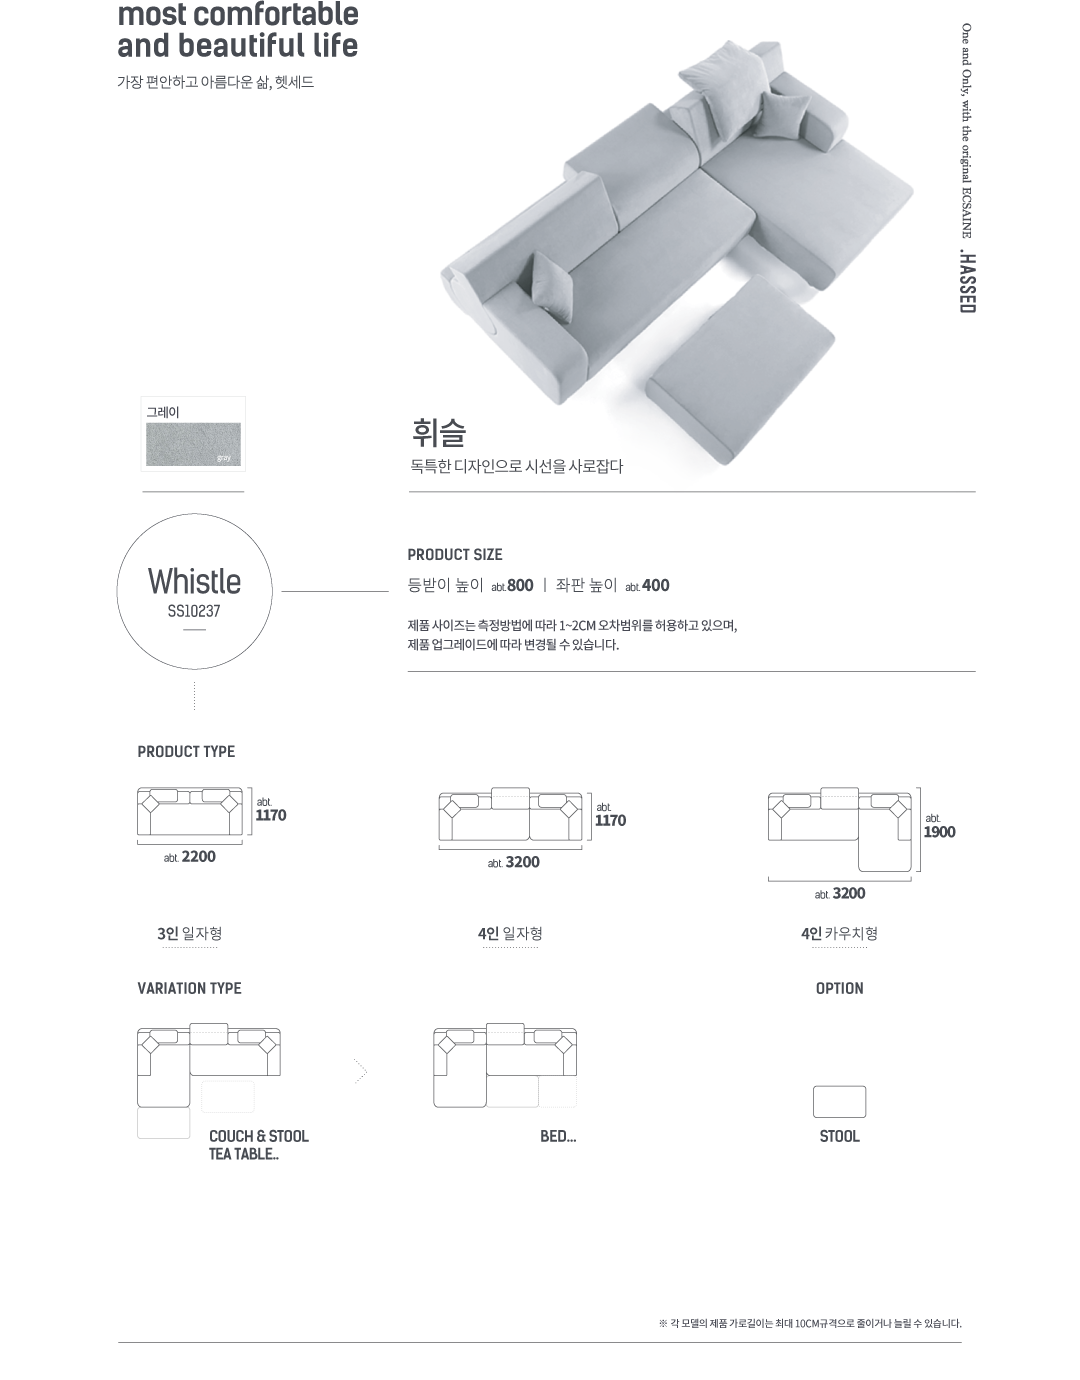 most comfortable
and beautiful life
가장 편안하고 아름다운 삶, 헷세드
One and Only, with the original ECSAINE .HASSED
그레이
gray
휘슬
독특한 디자인으로 시선을 사로잡다
Whistle
SS10237
PRODUCT SIZE
등받이 높이 abt.800 | 좌판 높이 abt.400
제품 사이즈는 측정방법에 따라 1~2CM 오차범위를 허용하고 있으며,
제품 업그레이드에 따라 변경될 수 있습니다.
PRODUCT TYPE
abt.
1170
abt. 2200
3인 일자형
abt.
1170
abt. 3200
4인 일자형
abt.
1900
abt. 3200
4인 카우치형
VARIATION TYPE
COUCH & STOOL
TEA TABLE..
BED...
OPTION
STOOL
※ 각 모델의 제품 가로길이는 최대 10CM규격으로 줄이거나 늘릴 수 있습니다.